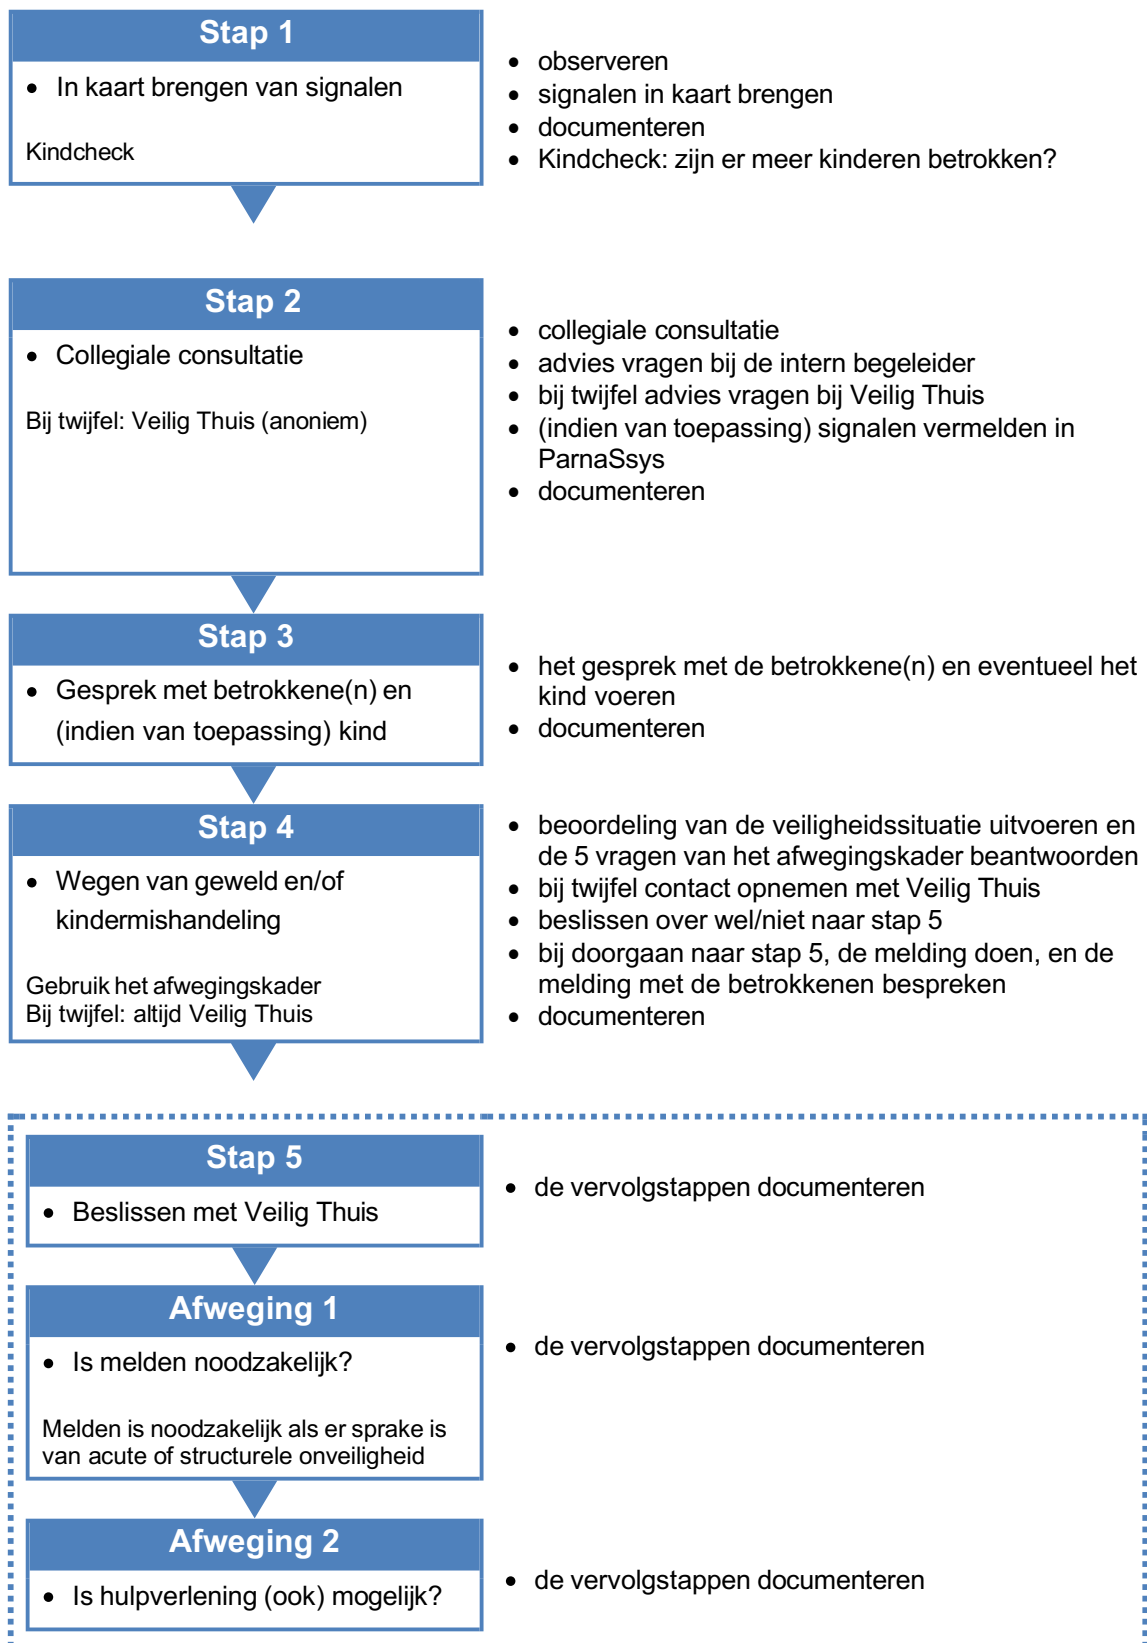 Stap 1
• In kaart brengen van signalen
Kindcheck
• observeren
• signalen in kaart brengen
• documenteren
• Kindcheck: zijn er meer kinderen betrokken?
Stap 2
• Collegiale consultatie
Bij twijfel: Veilig Thuis (anoniem)
• collegiale consultatie
• advies vragen bij de intern begeleider
• bij twijfel advies vragen bij Veilig Thuis
• (indien van toepassing) signalen vermelden in
ParnaSsys
• documenteren
Stap 3
• Gesprek met betrokkene(n) en
(indien van toepassing) kind
• het gesprek met de betrokkene(n) en eventueel het
kind voeren
• documenteren
Stap 4
• Wegen van geweld en/of
kindermishandeling
Gebruik het afwegingskader
Bij twijfel: altijd Veilig Thuis
• beoordeling van de veiligheidssituatie uitvoeren en
de 5 vragen van het afwegingskader beantwoorden
• bij twijfel contact opnemen met Veilig Thuis
• beslissen over wel/niet naar stap 5
• bij doorgaan naar stap 5, de melding doen, en de
melding met de betrokkenen bespreken
• documenteren
Stap 5
• Beslissen met Veilig Thuis
• de vervolgstappen documenteren
Afweging 1
• Is melden noodzakelijk?
Melden is noodzakelijk als er sprake is
van acute of structurele onveiligheid
• de vervolgstappen documenteren
Afweging 2
• Is hulpverlening (ook) mogelijk?
• de vervolgstappen documenteren